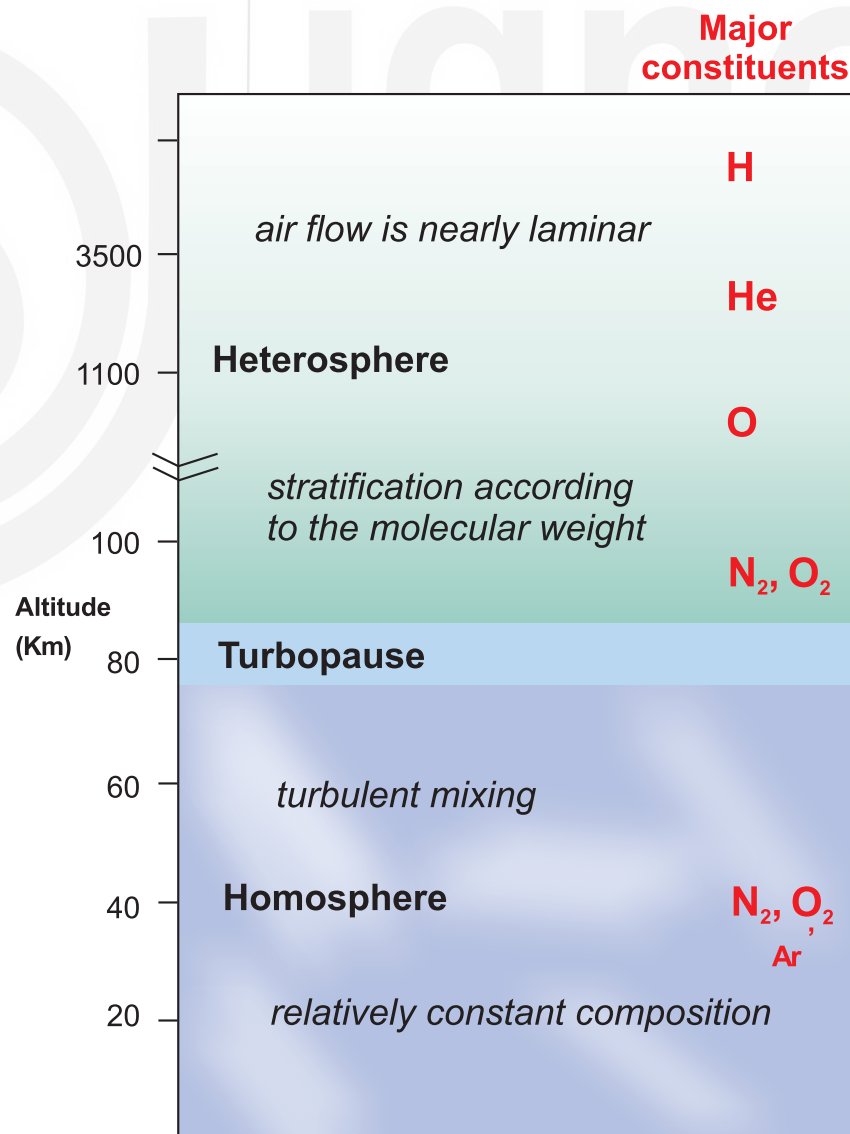 Major
constituents
H
air flow is nearly laminar
3500
He
Heterosphere
1100
O
stratification according
to the molecular weight
100
N₂, O₂
Altitude
(Km)
80
Turbopause
60
turbulent mixing
Homosphere
40
N₂, O₂
,
Ar
20
relatively constant composition